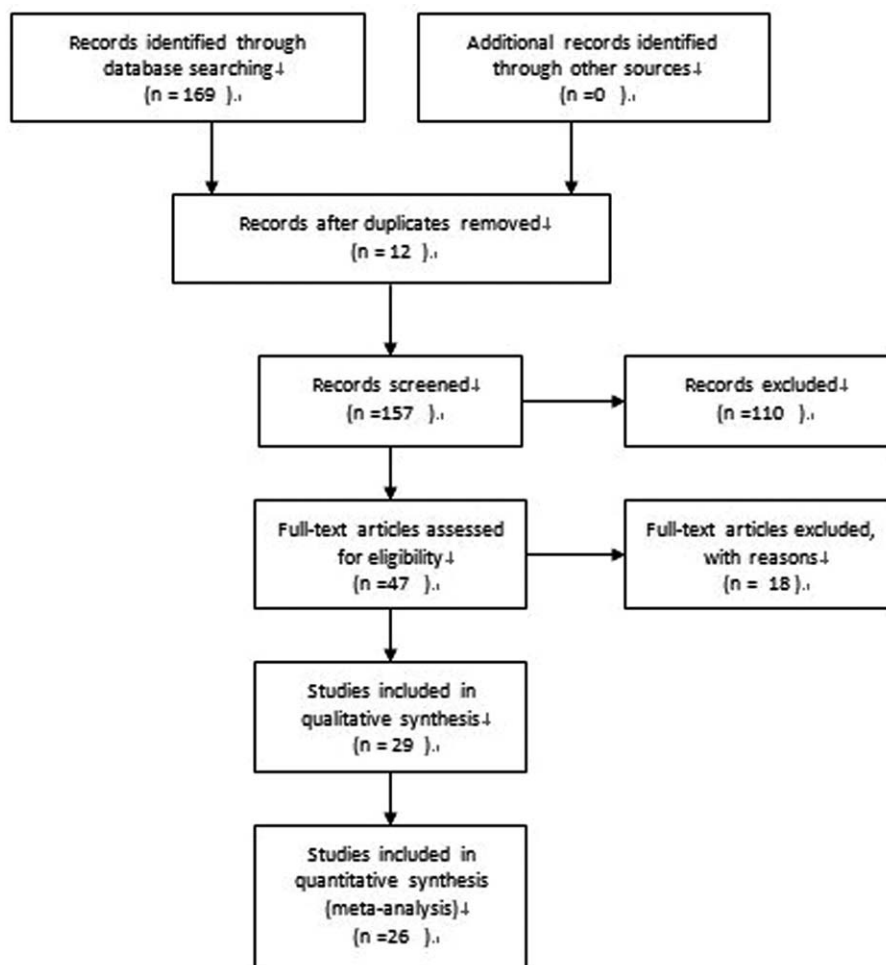 Records identified through
database searching↓
(n = 169 ).↓
Additional records identified
through other sources↓
(n =0 ).↓
Records after duplicates removed↓
(n = 12 ).↓
Records screened↓
(n =157 ).↓
Records excluded↓
(n =110 ).↓
Full-text articles assessed
for eligibility↓
(n =47 ).↓
Full-text articles excluded,
with reasons↓
(n = 18).↓
Studies included in
qualitative synthesis↓
(n = 29 ).↓
Studies included in
quantitative synthesis
(meta-analysis)↓
(n =26 ).↓